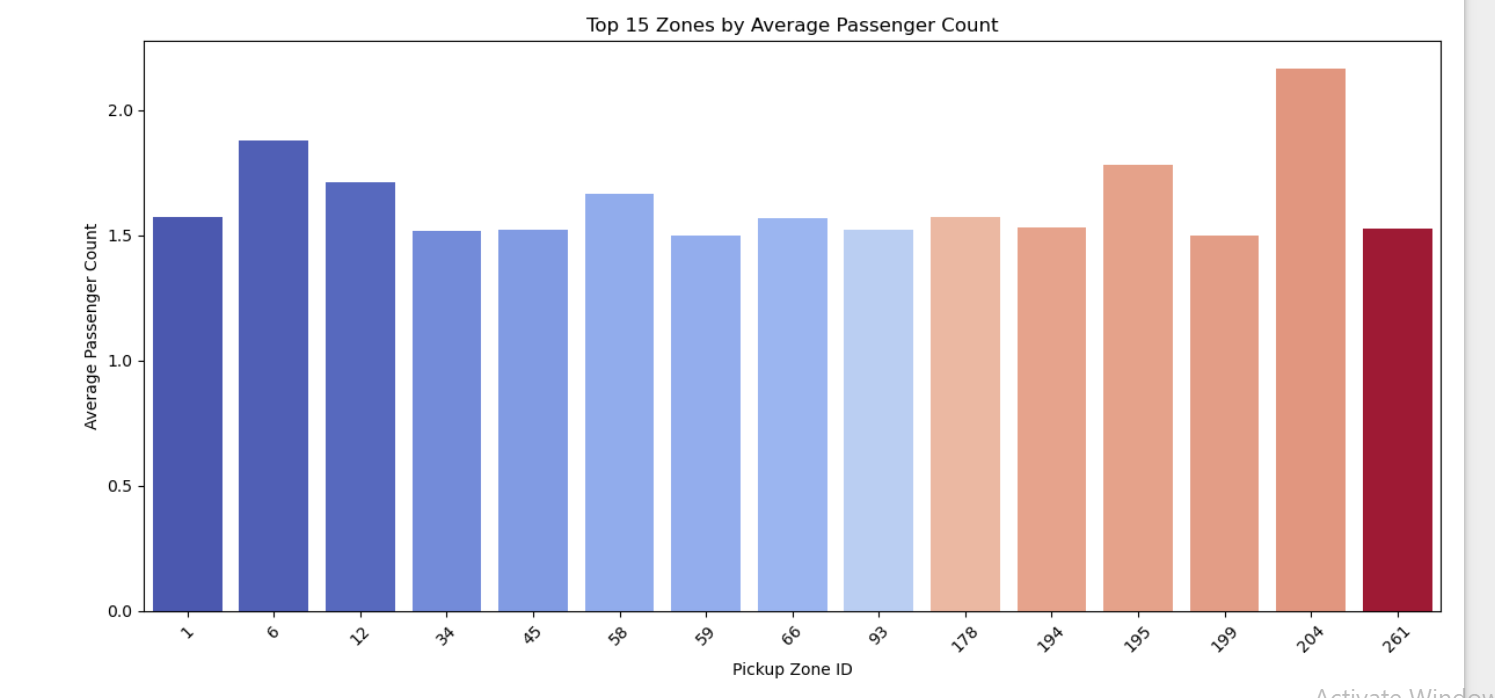 Top 15 Zones by Average Passenger Count
Average Passenger Count
2.0
1.5
1.0
0.5
0.0
1 6 12 34 45 58 59 66 93 178 194 195 199 204 261
Pickup Zone ID
Activate Window